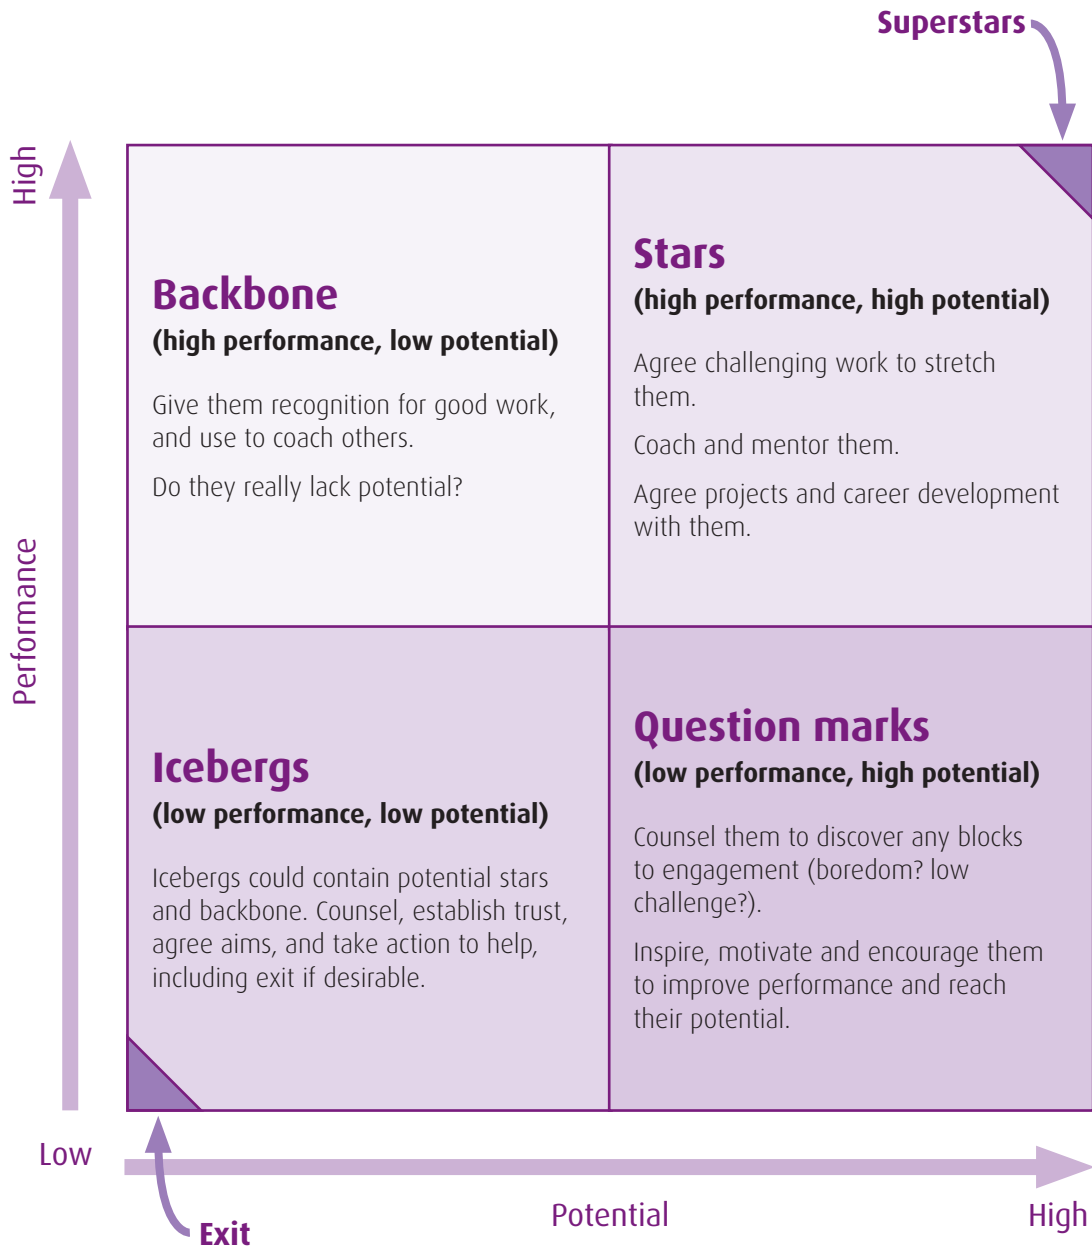 Superstars
High
Performance
Backbone
(high performance, low potential)
Give them recognition for good work,
and use to coach others.
Do they really lack potential?
Stars
(high performance, high potential)
Agree challenging work to stretch
them.
Coach and mentor them.
Agree projects and career development
with them.
Icebergs
(low performance, low potential)
Icebergs could contain potential stars
and backbone. Counsel, establish trust,
agree aims, and take action to help,
including exit if desirable.
Question marks
(low performance, high potential)
Counsel them to discover any blocks
to engagement (boredom? low
challenge?).
Inspire, motivate and encourage them
to improve performance and reach
their potential.
Low
Potential
High
Exit